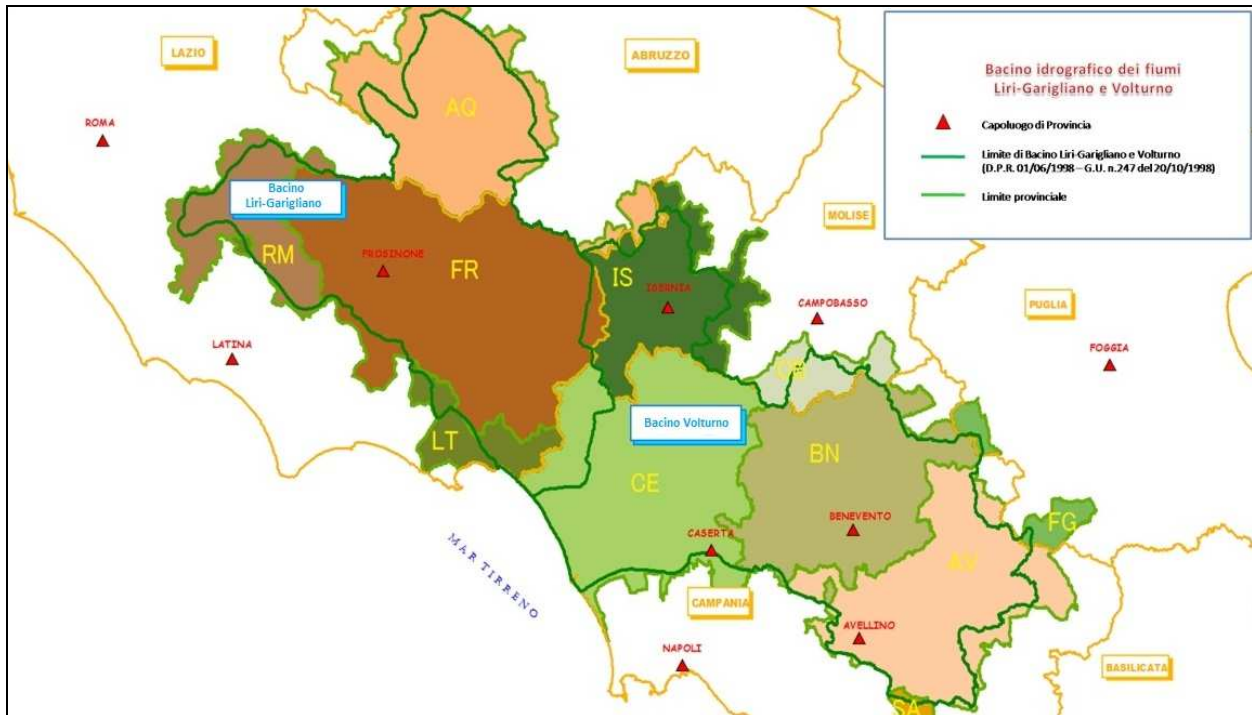 LAZIO
ABRUZZO
Bacino idrografico dei fiumi
Liri-Garigliano e Volturno
Capoluogo di Provincia
Limite di Bacino Liri-Garigliano e Volturno
(D.P.R. 01/06/1998 – G.U. n.247 del 20/10/1998)
Limite provinciale
AQ
ROMA
Bacino
Liri-Garigliano
MOLISE
RM
FROSINONE
FR
IS
ISERNIA
CAMPOBASSO
PUGLIA
LATINA
FOGGIA
CB
Bacino Volturno
LT
BN
CE
BENEVENTO
FG
CASERTA
AV
MAR TIRRENO
CAMPANIA
AVELLINO
NAPOLI
BASILICATA
SA